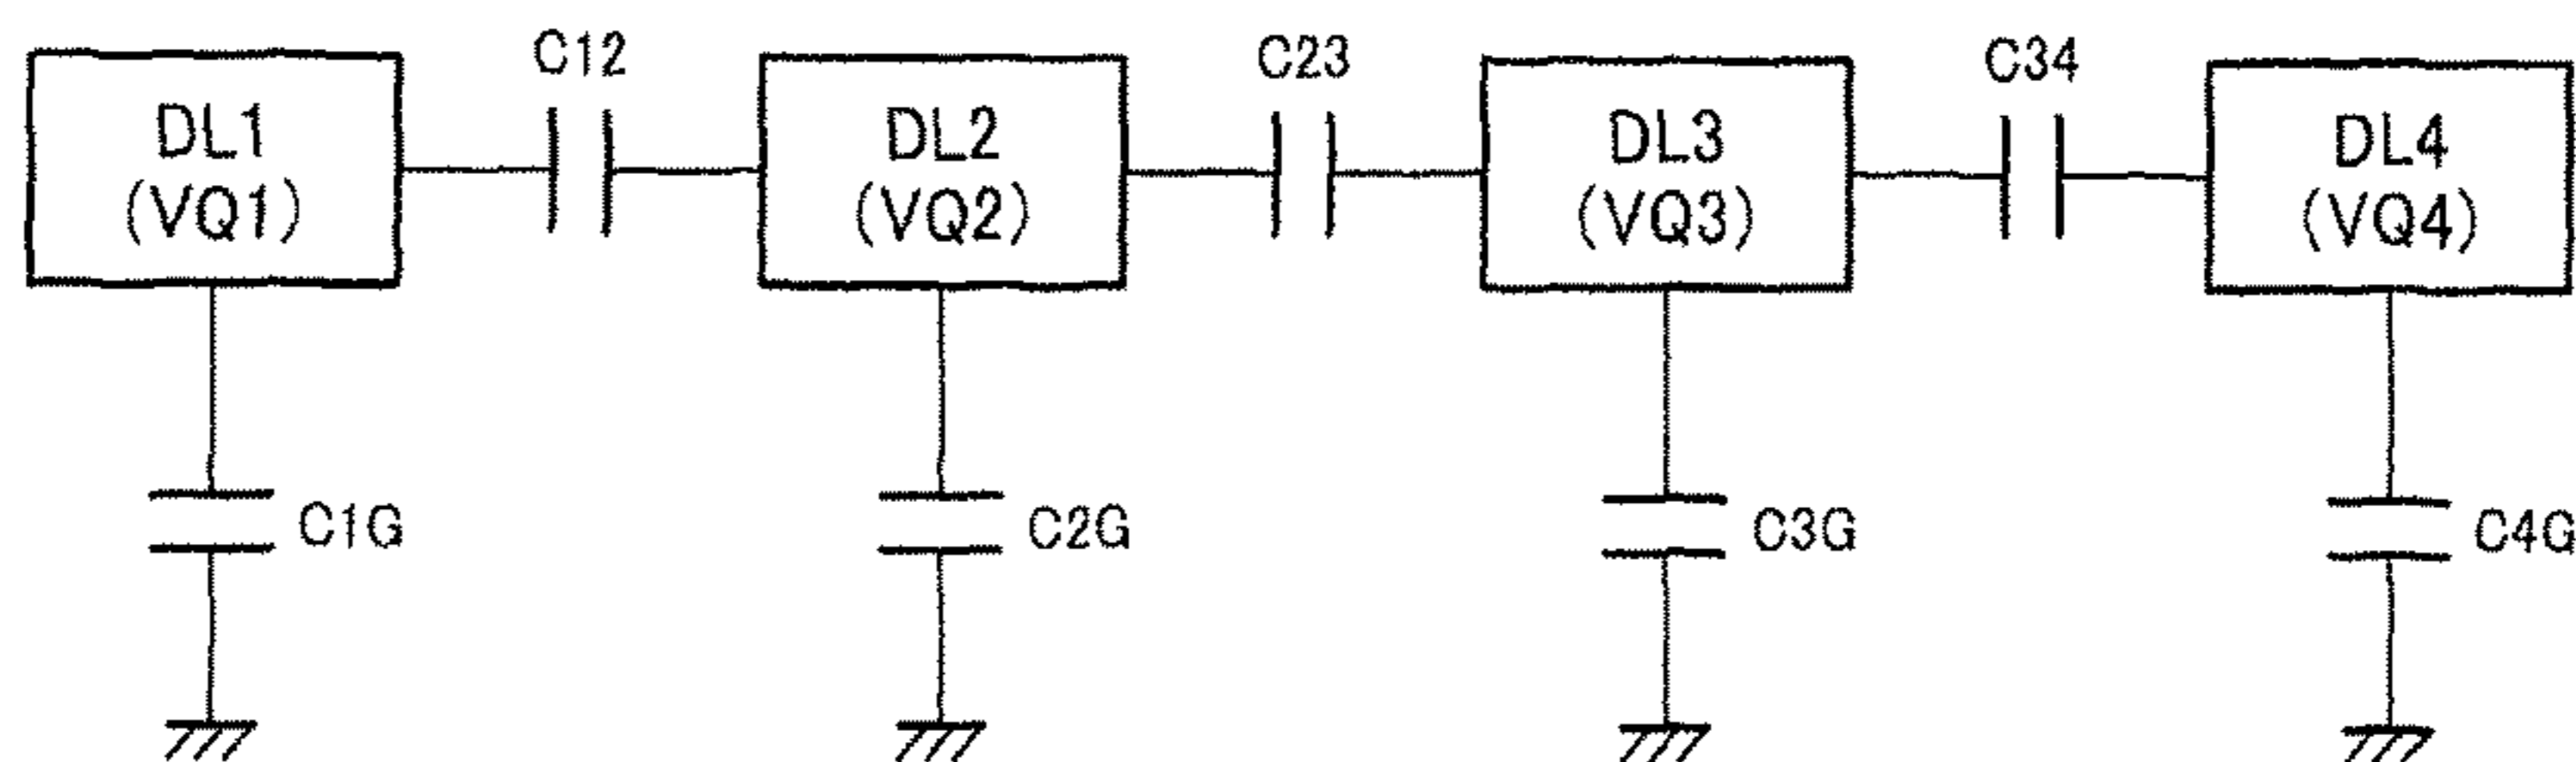 C12
C23
C34
DL1
(VQ1)
DL2
(VQ2)
DL3
(VQ3)
DL4
(VQ4)
C1G
C2G
C3G
C4G